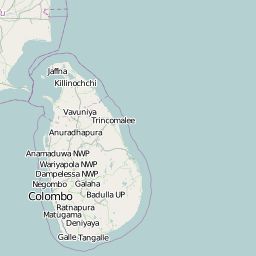 Jaffna
Killinochchi
Vavuniya
Trincomalee
Anuradhapura
Anamaduwa NWP
Wariyapola NWP
Dampelessa NWP
Negombo
Galaha
Colombo
Badulla UP
Ratnapura
Matugama
Deniyaya
Galle
Tangalle